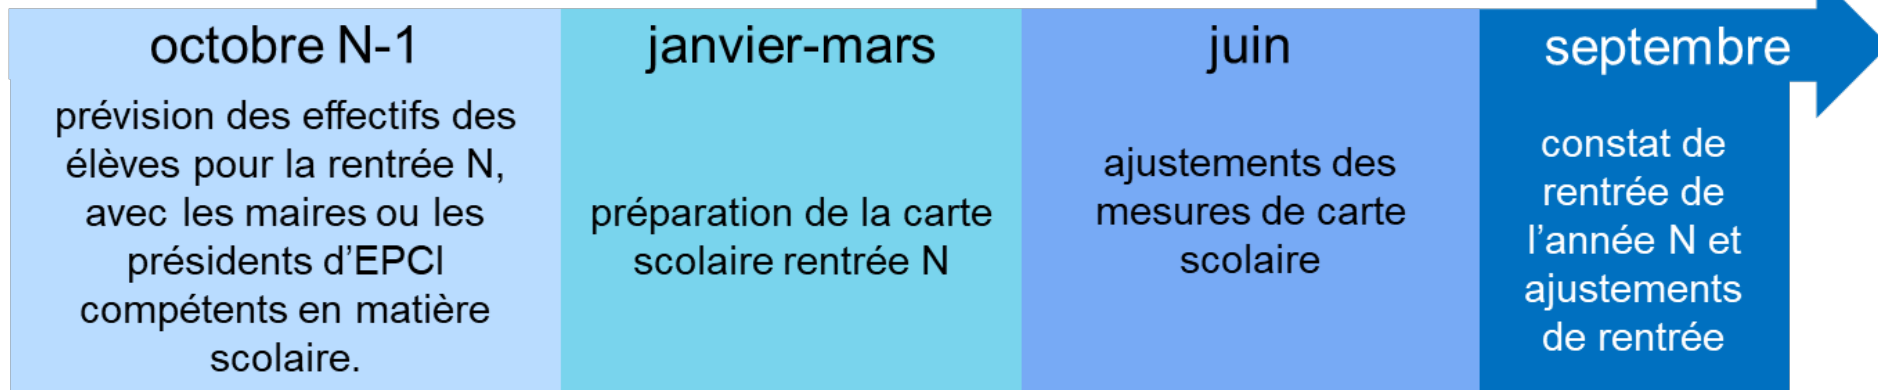 octobre N-1
prévision des effectifs des
élèves pour la rentrée N,
avec les maires ou les
présidents d’EPCI
compétents en matière
scolaire.
janvier-mars
préparation de la carte
scolaire rentrée N
juin
ajustements des
mesures de carte
scolaire
septembre
constat de
rentrée de
l’année N et
ajustements
de rentrée